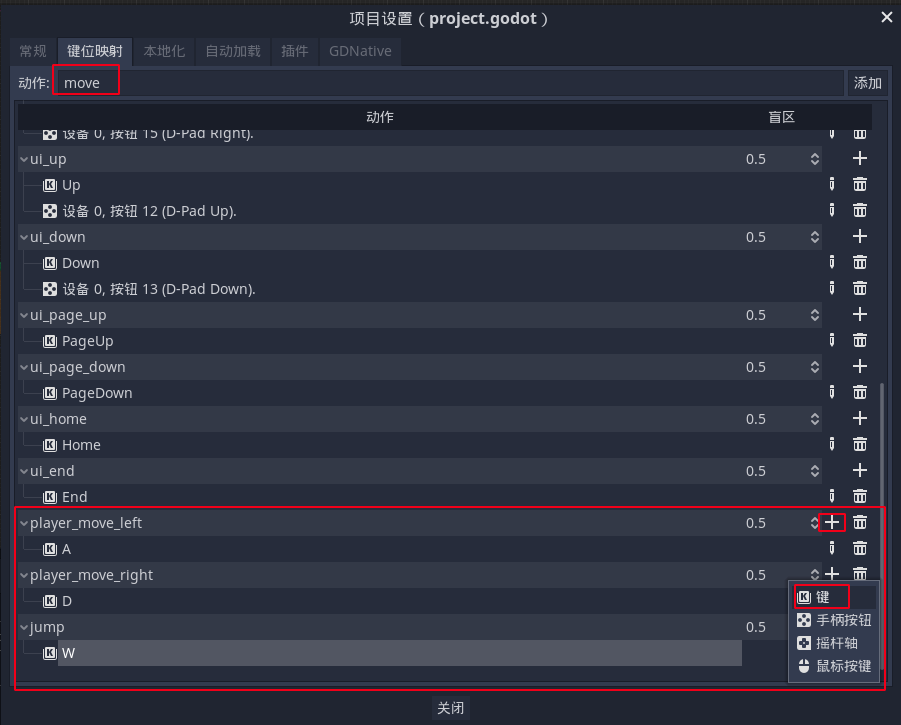 项目设置（project.godot）
常规 键位映射 本地化 自动加载 插件 GDNative
动作: move 添加
动作 盲区
设备 0, 按钮 15 (D-Pad Right).
ui_up 0.5
Up
设备 0, 按钮 12 (D-Pad Up).
ui_down 0.5
Down
设备 0, 按钮 13 (D-Pad Down).
ui_page_up 0.5
PageUp
ui_page_down 0.5
PageDown
ui_home 0.5
Home
ui_end 0.5
End
player_move_left 0.5
A
player_move_right 0.5
键
D
手柄按钮
jump 0.5
摇杆轴
W
鼠标按键
关闭